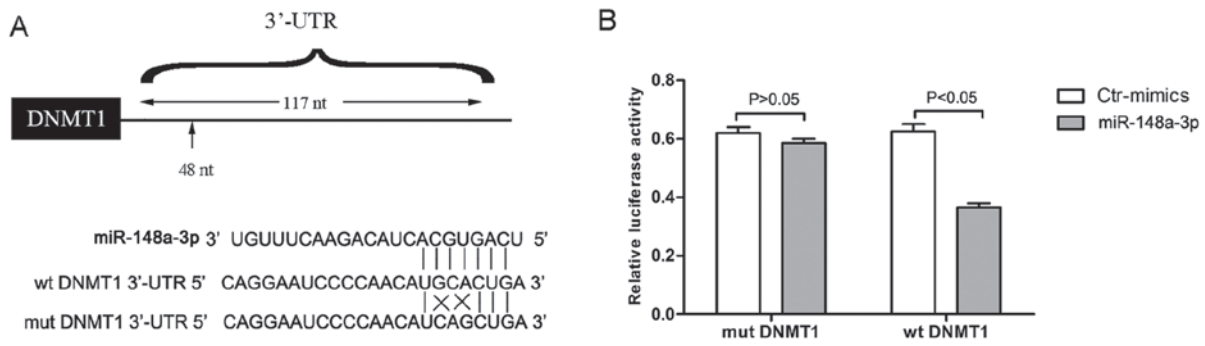 A
3'-UTR
117 nt
DNMT1
48 nt
miR-148a-3p 3' UGUUUCAAGACAUCACGUGACU 5'
wt DNMT1 3'-UTR 5' CAGGAAUCCCCAACAUGCACUGA 3'
mut DNMT1 3'-UTR 5' CAGGAAUCCCCAACAUCAGCUGA 3'
B
Relative luciferase activity
0.8
0.6
0.4
0.2
0.0
P>0.05
P<0.05
mut DNMT1
wt DNMT1
Ctr-mimics
miR-148a-3p